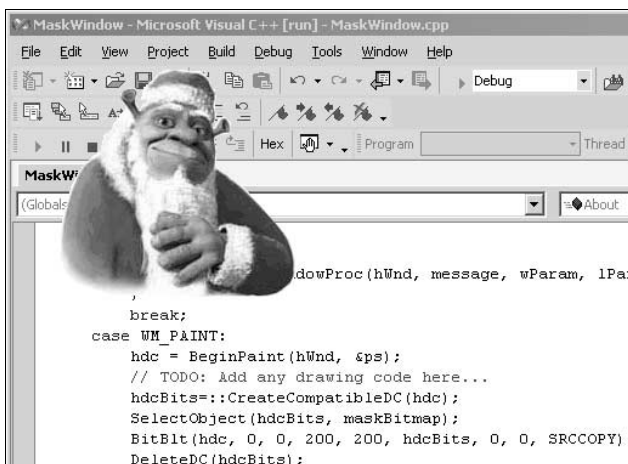 MaskWindow - Microsoft Visual C++ [run] - MaskWindow.cpp
File Edit View Project Build Debug Tools Window Help
Debug
Hex Program Thread
MaskWi
(Globals About
dowProc(hWnd, message, wParam, lPa
break;
case WM_PAINT:
hdc = BeginPaint(hWnd, &ps);
// TODO: Add any drawing code here...
hdcBits=::CreateCompatibleDC(hdc);
SelectObject(hdcBits, maskBitmap);
BitBlt(hdc, 0, 0, 200, 200, hdcBits, 0, 0, SRCCOPY)
DeleteDC(hdcBits);